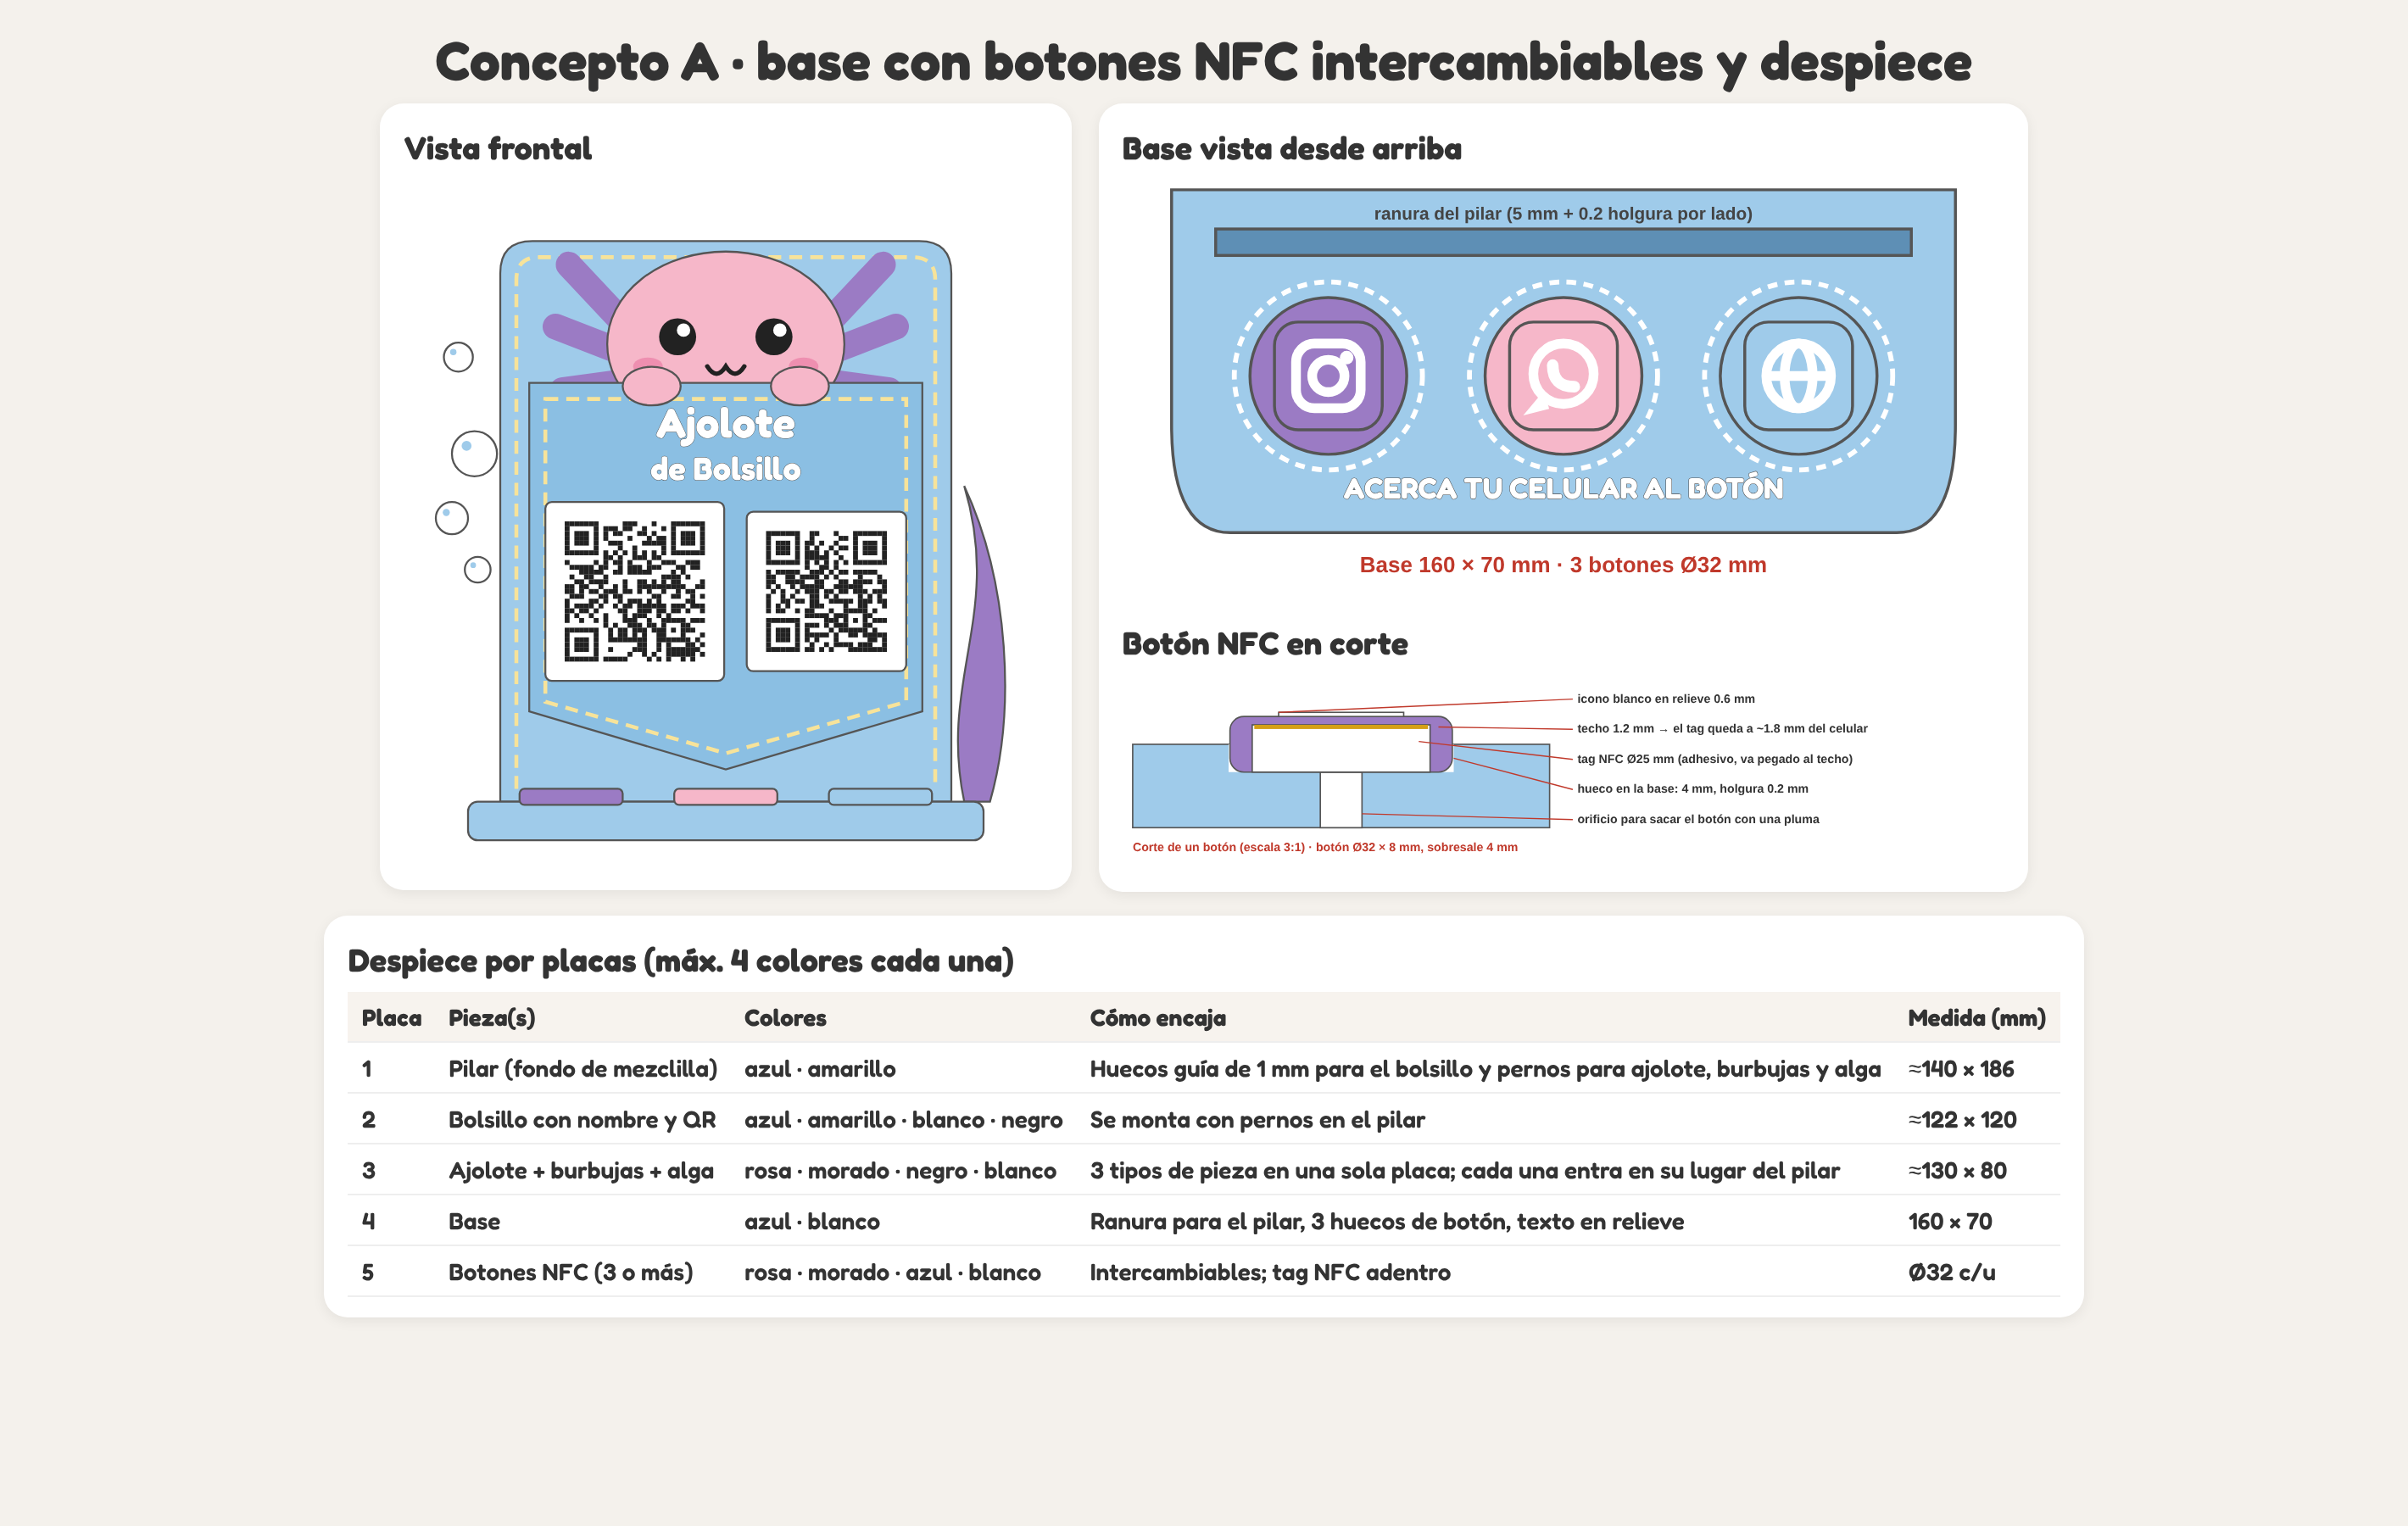 Concepto A · base con botones NFC intercambiables y despiece
Vista frontal
Ajolote
de Bolsillo
Base vista desde arriba
ranura del pilar (5 mm + 0.2 holgura por lado)
ACERCA TU CELULAR AL BOTÓN
Base 160 × 70 mm · 3 botones Ø32 mm
Botón NFC en corte
icono blanco en relieve 0.6 mm
techo 1.2 mm → el tag queda a ~1.8 mm del celular
tag NFC Ø25 mm (adhesivo, va pegado al techo)
hueco en la base: 4 mm, holgura 0.2 mm
orificio para sacar el botón con una pluma
Corte de un botón (escala 3:1) · botón Ø32 × 8 mm, sobresale 4 mm
Despiece por placas (máx. 4 colores cada una)
Placa Pieza(s) Colores Cómo encaja Medida (mm)
1 Pilar (fondo de mezclilla) azul · amarillo Huecos guía de 1 mm para el bolsillo y pernos para ajolote, burbujas y alga ≈140 × 186
2 Bolsillo con nombre y QR azul · amarillo · blanco · negro Se monta con pernos en el pilar ≈122 × 120
3 Ajolote + burbujas + alga rosa · morado · negro · blanco 3 tipos de pieza en una sola placa; cada una entra en su lugar del pilar ≈130 × 80
4 Base azul · blanco Ranura para el pilar, 3 huecos de botón, texto en relieve 160 × 70
5 Botones NFC (3 o más) rosa · morado · azul · blanco Intercambiables; tag NFC adentro Ø32 c/u